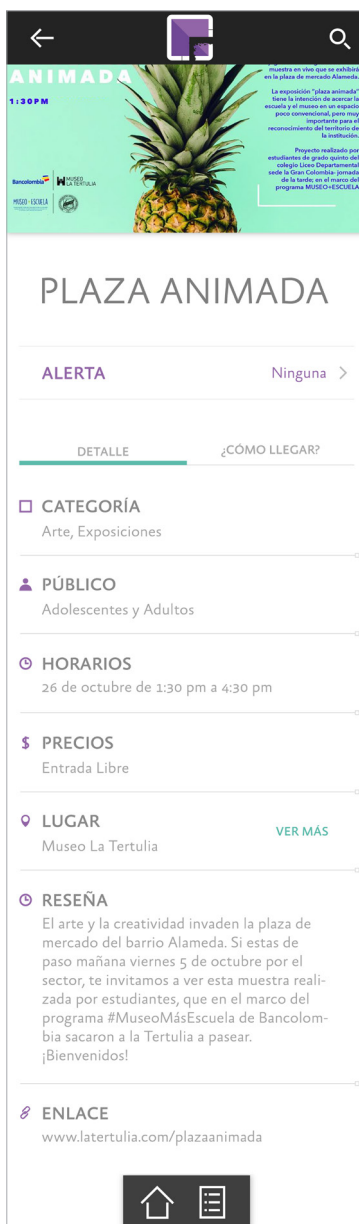 ANIMADA
1:30PM
muestra en vivo que se exhibirá
en la plaza de mercado Alameda.
La exposición "plaza animada"
tiene la intención de acercar la
escuela y el museo en un espacio
poco convencional, pero muy
importante para el
reconocimiento del territorio de
la institución.
Proyecto realizado por
estudiantes de grado quinto del
colegio Liceo Departamental
sede la Gran Colombia- jornada
de la tarde; en el marco del
programa MUSEO+ESCUELA
Bancolombia
MUSEO
LA TERTULIA
MUSEO+ESCUELA
PLAZA ANIMADA
ALERTA
Ninguna >
DETALLE
¿CÓMO LLEGAR?
CATEGORÍA
Arte, Exposiciones
PÚBLICO
Adolescentes y Adultos
HORARIOS
26 de octubre de 1:30 pm a 4:30 pm
$ PRECIOS
Entrada Libre
LUGAR
Museo La Tertulia
VER MÁS
RESEÑA
El arte y la creatividad invaden la plaza de
mercado del barrio Alameda. Si estas de
paso mañana viernes 5 de octubre por el
sector, te invitamos a ver esta muestra reali-
zada por estudiantes, que en el marco del
programa #MuseoMásEscuela de Bancolom-
bia sacaron a la Tertulia a pasear.
¡Bienvenidos!
ENLACE
www.latertulia.com/plazaanimada